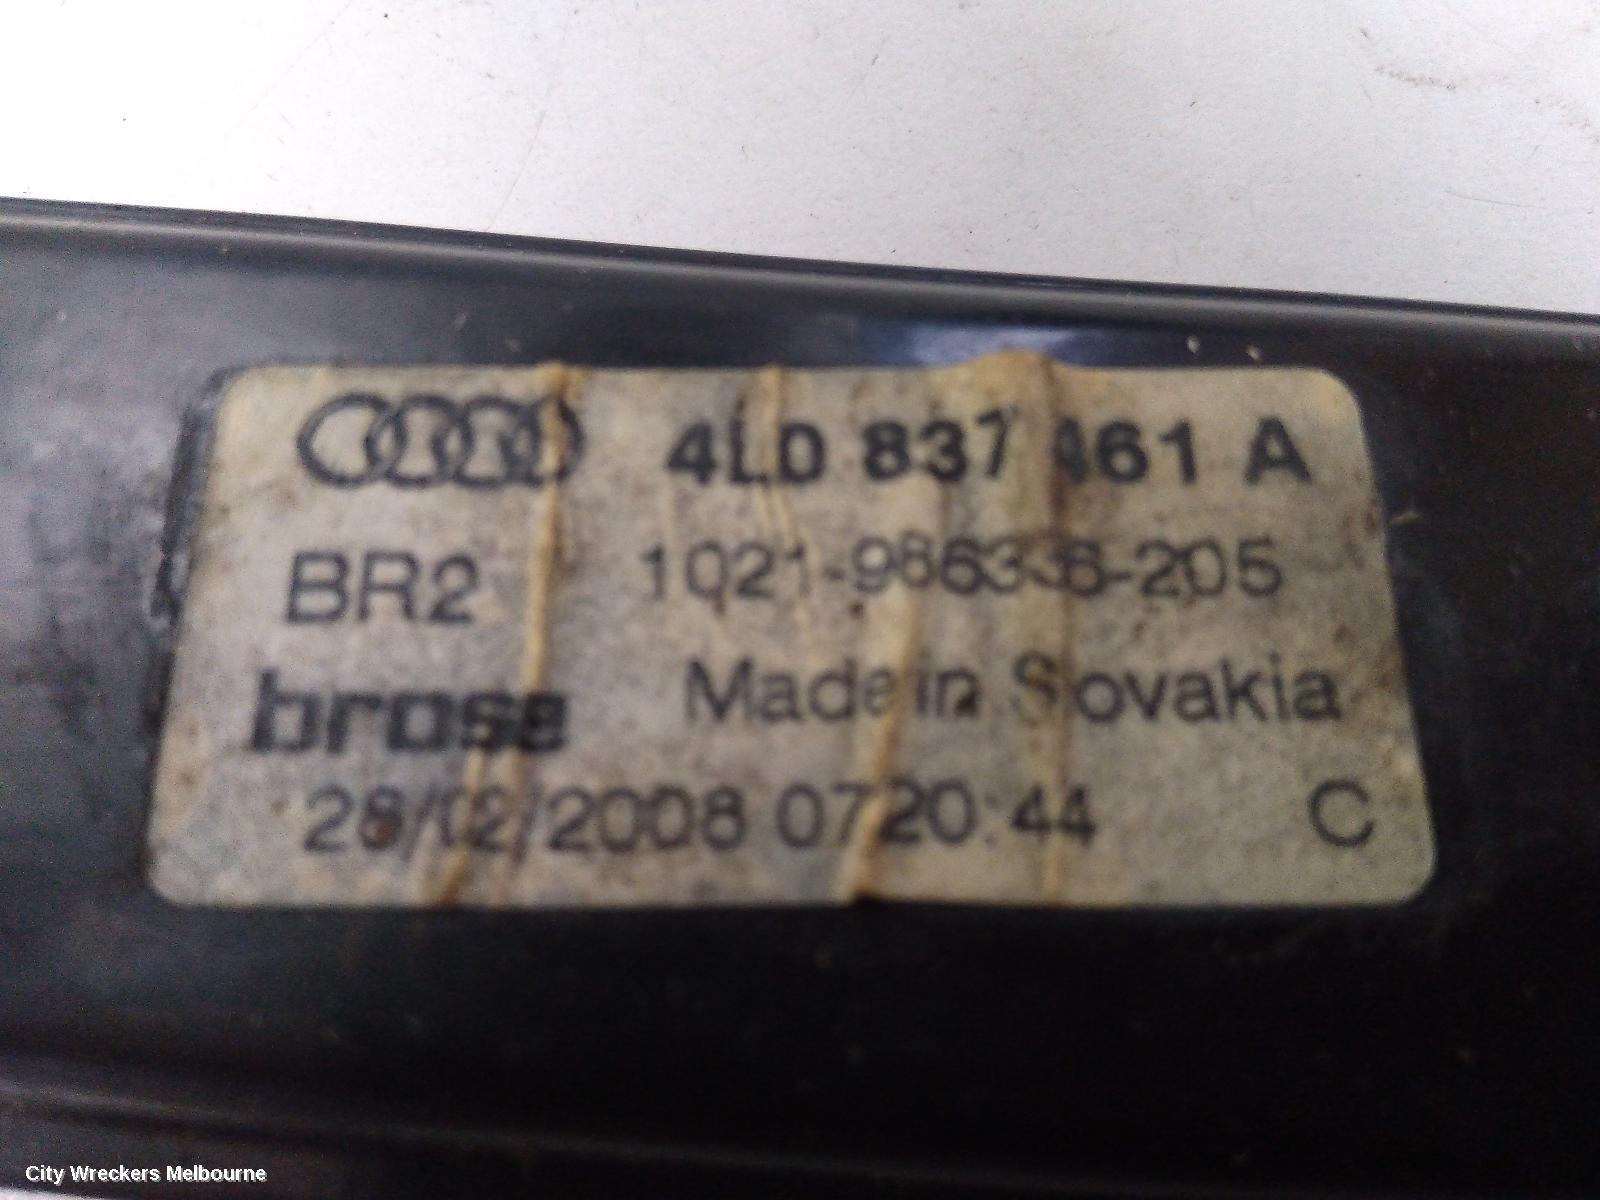 4L0 837 461 A
BR2 1021-986336-205
brose Made in Slovakia
28/02/2008 07:20:44 C
City Wreckers Melbourne